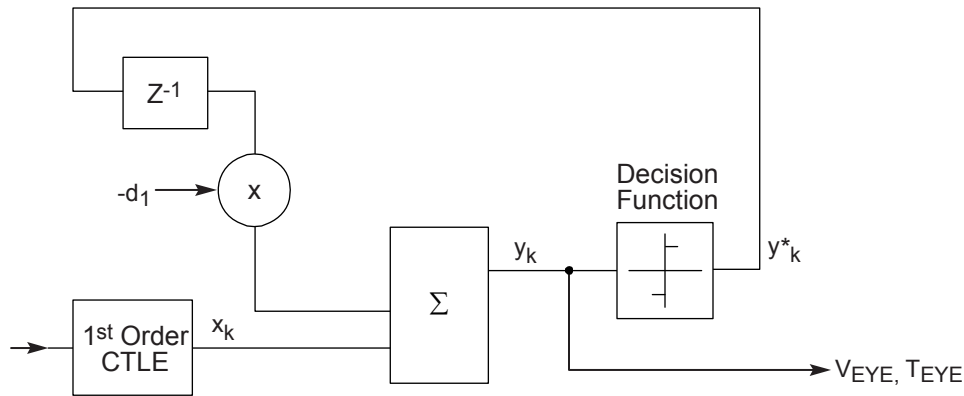 Z-1
-d1
x
Decision
Function
yk
y*k
Σ
1st Order
CTLE
xk
VEYE, TEYE